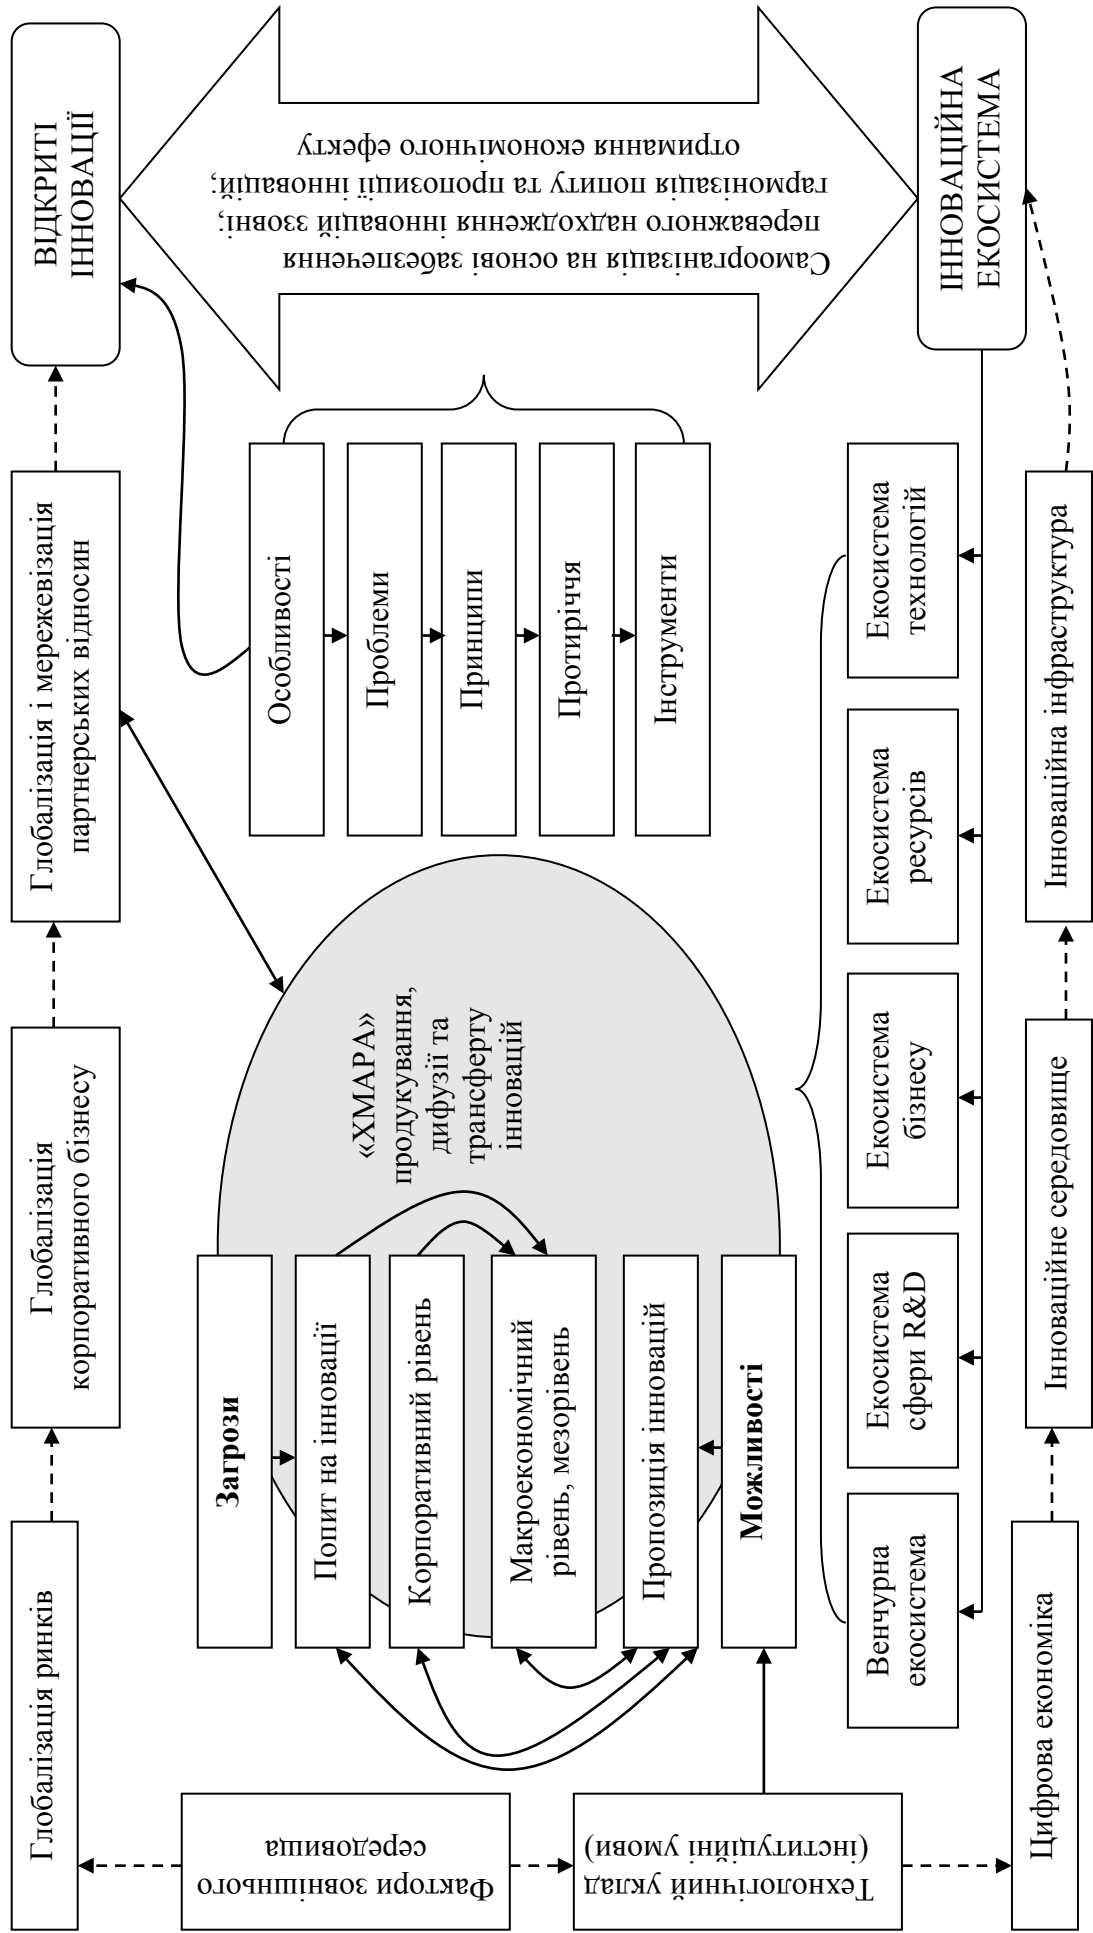 Глобалізація ринків
Глобалізація
корпоративного бізнесу
Глобалізація і мережевізація
партнерських відносин
ВІДКРИТІ
ІННОВАЦІЇ
Фактори зовнішнього
середовища
Технологічний уклад
(інституційні умови)
Загрози
Попит на інновації
Корпоративний рівень
Макроекономічний
рівень, мезорівень
Пропозиція інновацій
Можливості
«ХМАРА»
продукування,
дифузії та
трансферту
інновацій
Особливості
Проблеми
Принципи
Протиріччя
Інструменти
Самоорганізація на основі забезпечення
переважного надходження інновацій ззовні;
гармонізація попиту та пропозиції інновацій;
отримання економічного ефекту
Венчурна
екосистема
Екосистема
сфери R&D
Екосистема
бізнесу
Екосистема
ресурсів
Екосистема
технологій
ІННОВАЦІЙНА
ЕКОСИСТЕМА
Цифрова економіка
Інноваційне середовище
Інноваційна інфраструктура